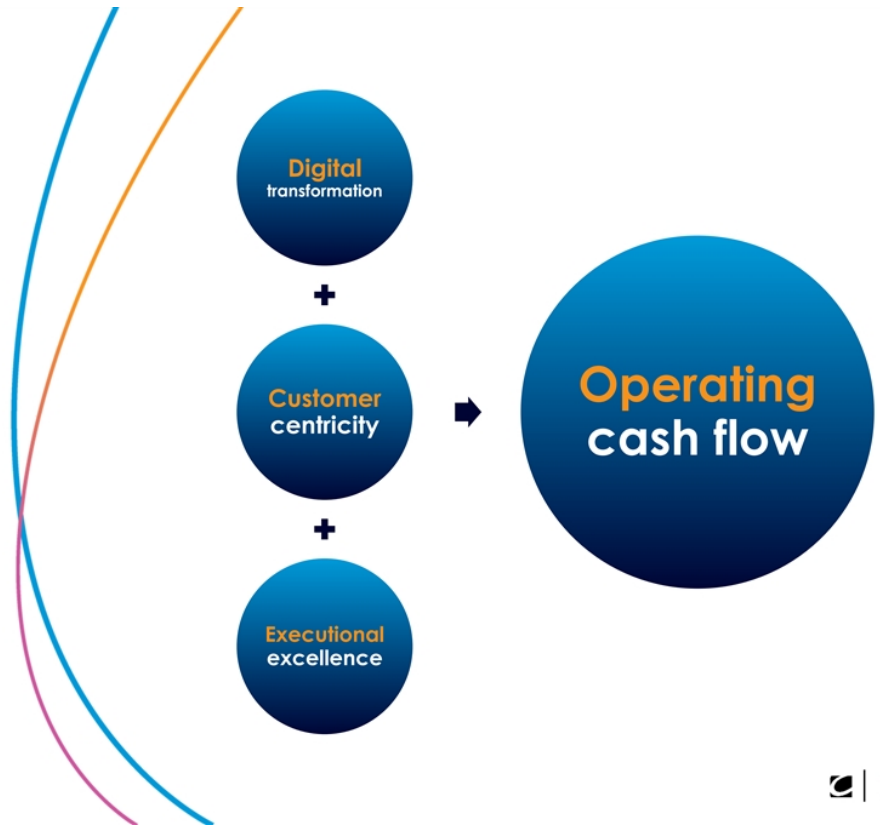 Digital
transformation
+
Customer
centricity
+
Executional
excellence
Operating
cash flow